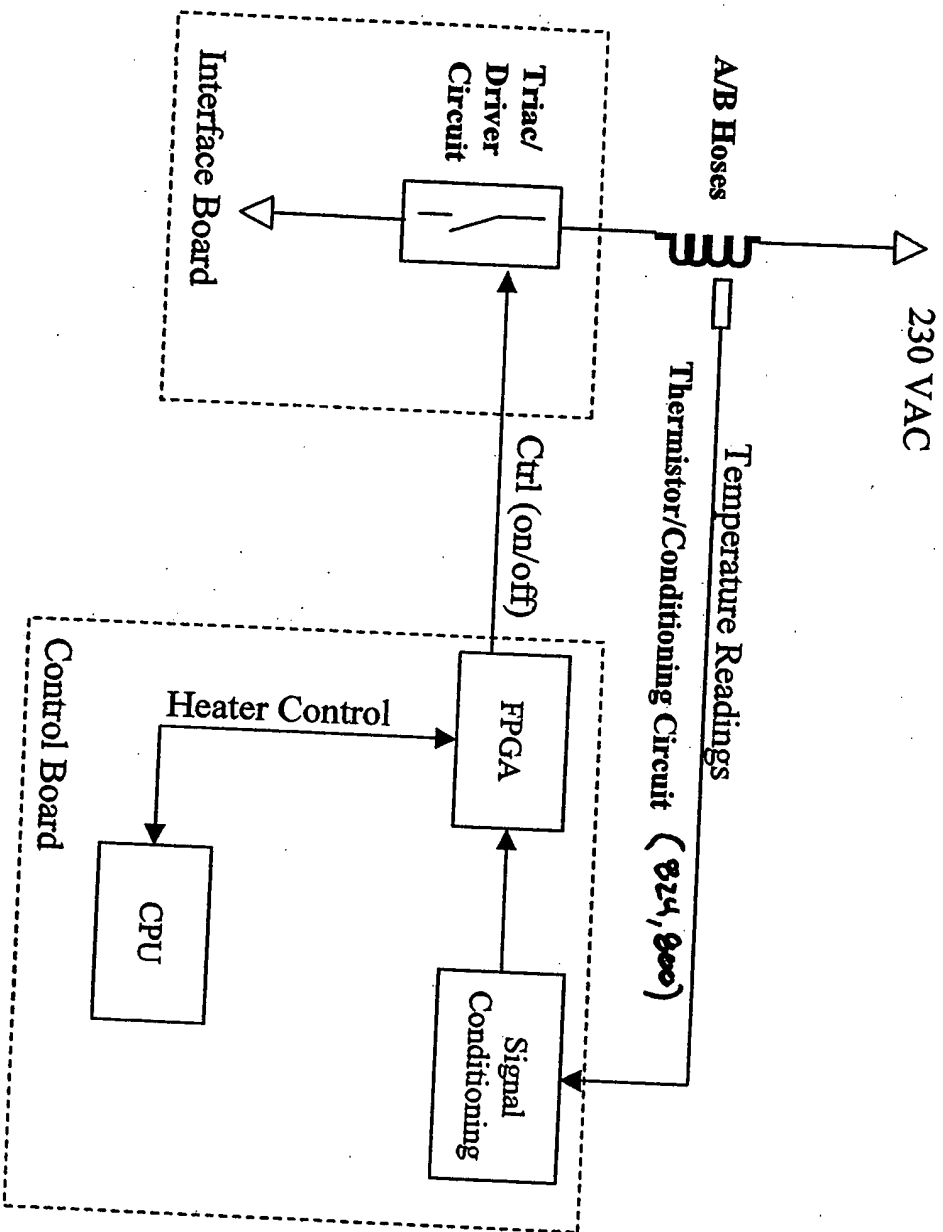 230 VAC
A/B Hoses
Temperature Readings
Thermistor/Conditioning Circuit (824, 800)
Triac/
Driver
Circuit
Interface Board
Ctrl (on/off)
FPGA
Signal
Conditioning
Heater Control
CPU
Control Board